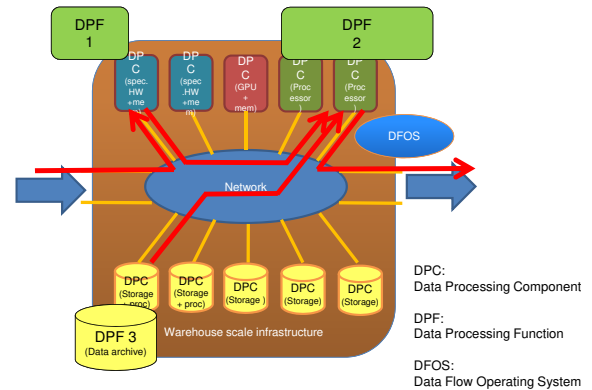 DPF
1
DPF
2
DP
C
(spec.
HW
+me
DP
C
(spec
.HW
+me
m)
DP
C
(GPU
+
mem)
DP
C
(Proc
essor
)
DP
C
(Proc
essor
)
DFOS
Network
DPC
(Storage
+ proc)
DPC
(Storage
+ proc)
DPC
(Storage )
DPC
(Storage)
DPC
(Storage)
DPF 3
(Data archive)
Warehouse scale infrastructure
DPC:
Data Processing Component
DPF:
Data Processing Function
DFOS:
Data Flow Operating System